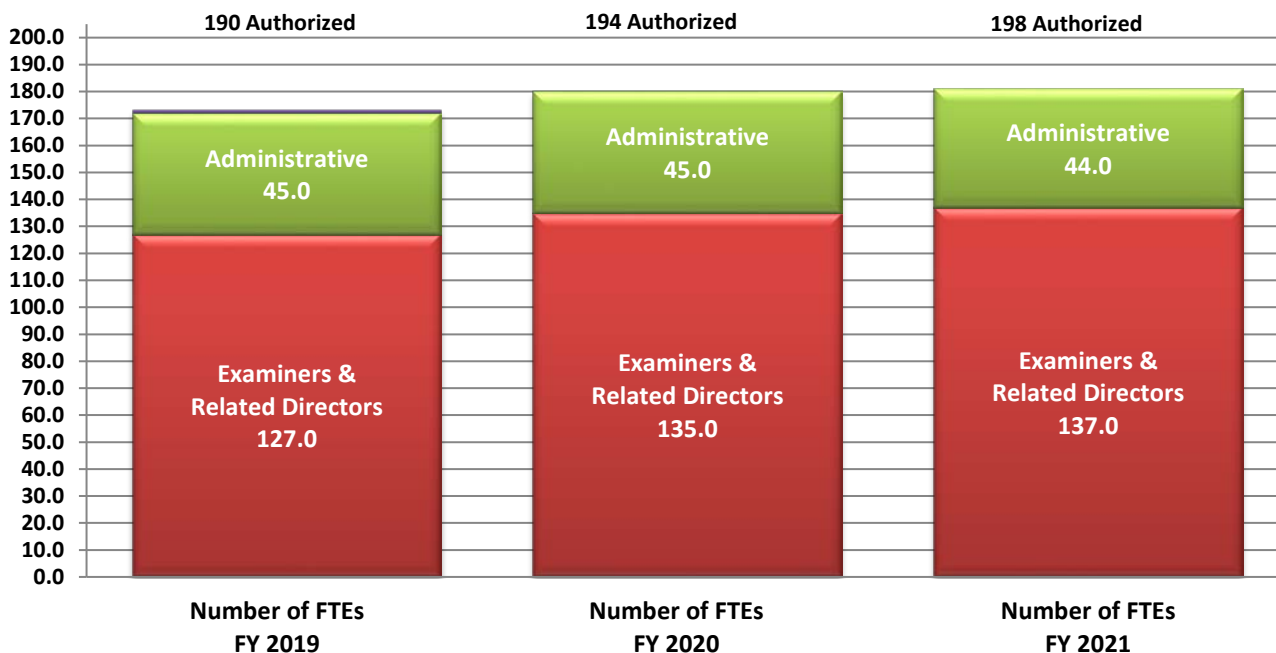 190 Authorized
194 Authorized
198 Authorized
200.0
190.0
180.0
170.0
160.0
150.0
140.0
130.0
120.0
110.0
100.0
90.0
80.0
70.0
60.0
50.0
40.0
30.0
20.0
10.0
0.0
Administrative
45.0
Examiners &
Related Directors
127.0
Administrative
45.0
Examiners &
Related Directors
135.0
Administrative
44.0
Examiners &
Related Directors
137.0
Number of FTEs
FY 2019
Number of FTEs
FY 2020
Number of FTEs
FY 2021